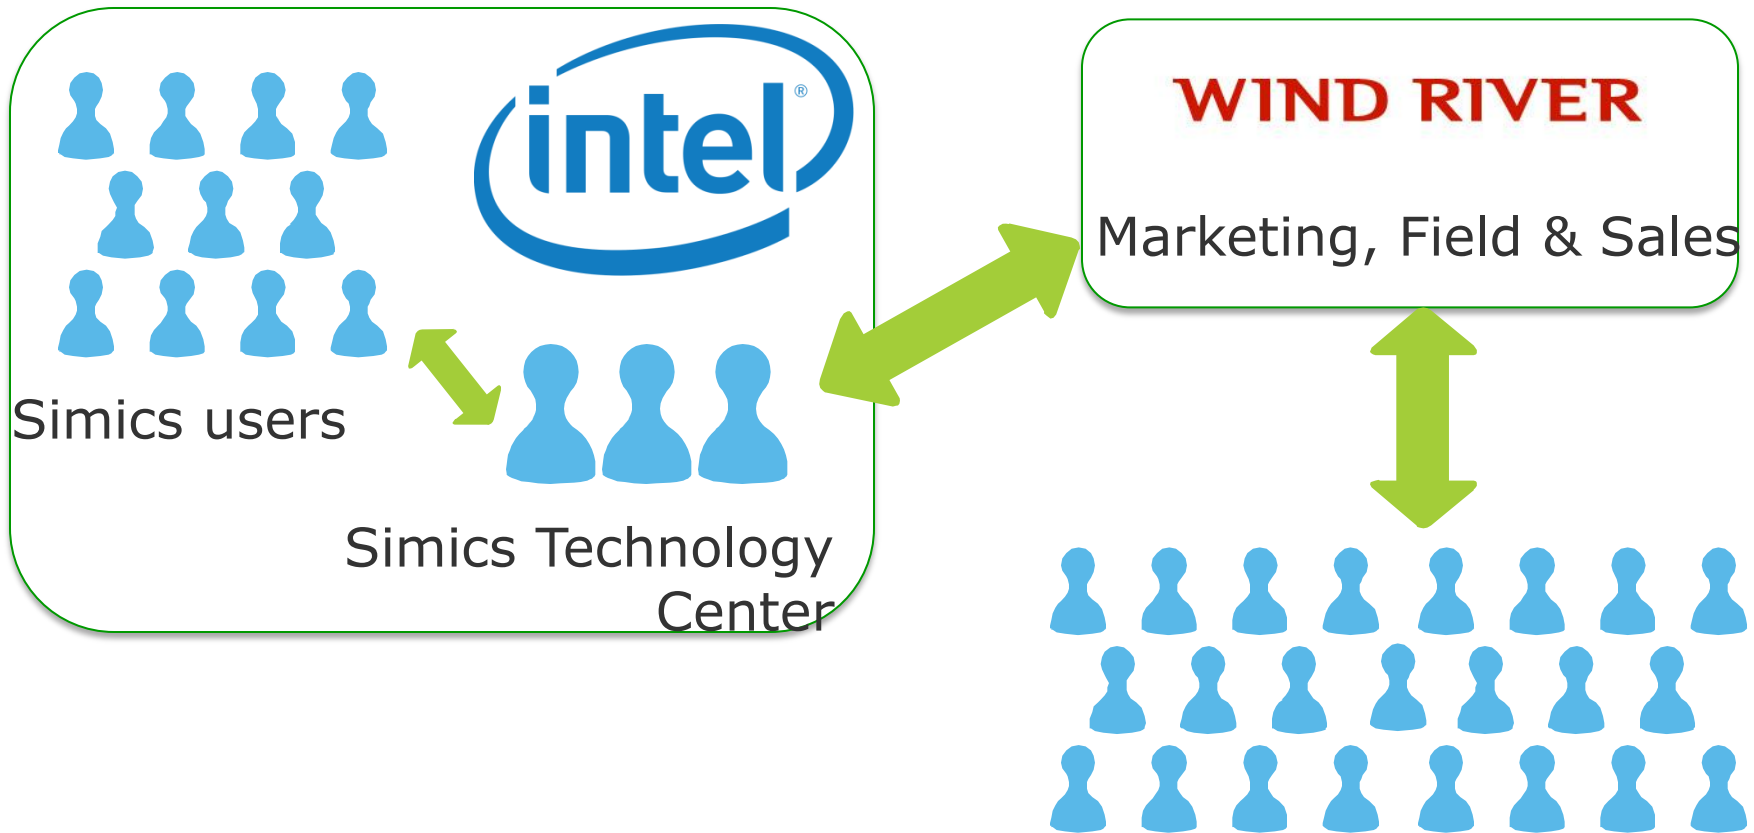 intel®
Simics users
Simics Technology
Center
WIND RIVER
Marketing, Field & Sales